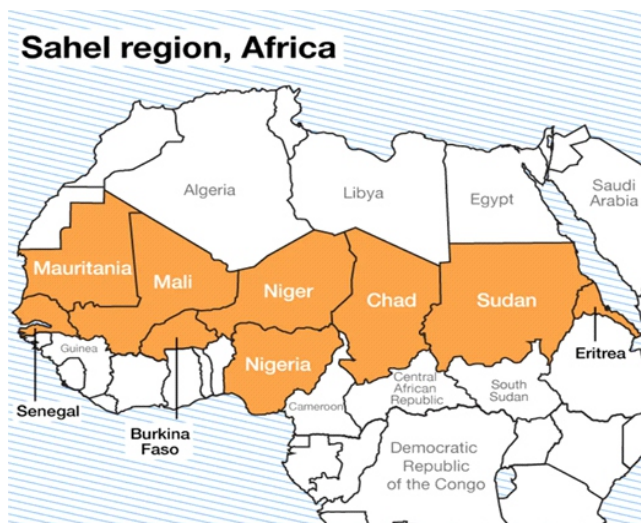 Sahel region, Africa
Algeria
Libya
Egypt
Saudi
Arabia
Mauritania
Mali
Niger
Chad
Sudan
Eritrea
Guinea
Nigeria
Senegal
Burkina
Faso
Cameroon
Central
African
Republic
South
Sudan
Democratic
Republic
of the Congo